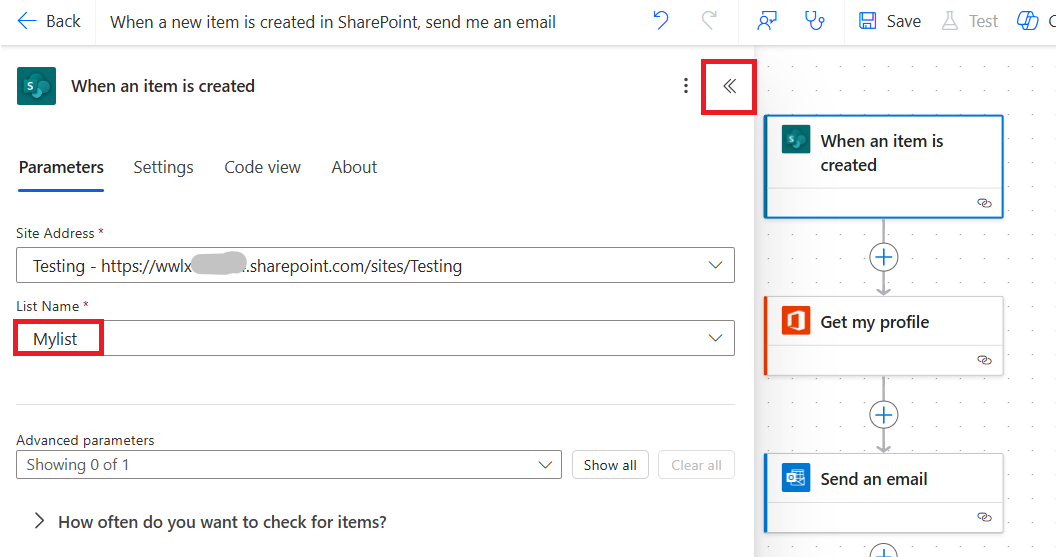 Back
When a new item is created in SharePoint, send me an email
Save
Test
When an item is created
Parameters
Settings
Code view
About
Site Address *
Testing - https://wwlx .sharepoint.com/sites/Testing
List Name *
Mylist
Advanced parameters
Showing 0 of 1
Show all
Clear all
How often do you want to check for items?
When an item is
created
Get my profile
Send an email